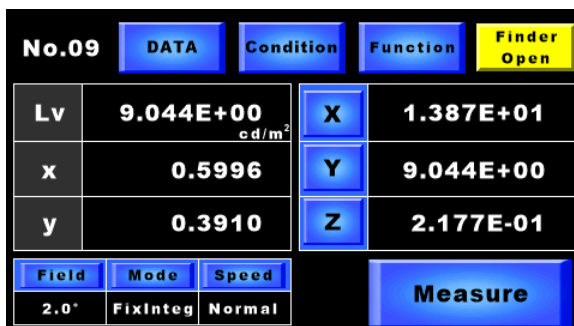 No.09 DATA Condition Function Finder
Open
Lv 9.044E+00 cd/m² X 1.387E+01
x 0.5996 Y 9.044E+00
y 0.3910 Z 2.177E-01
Field Mode Speed
2.0° FixInteg Normal
Measure